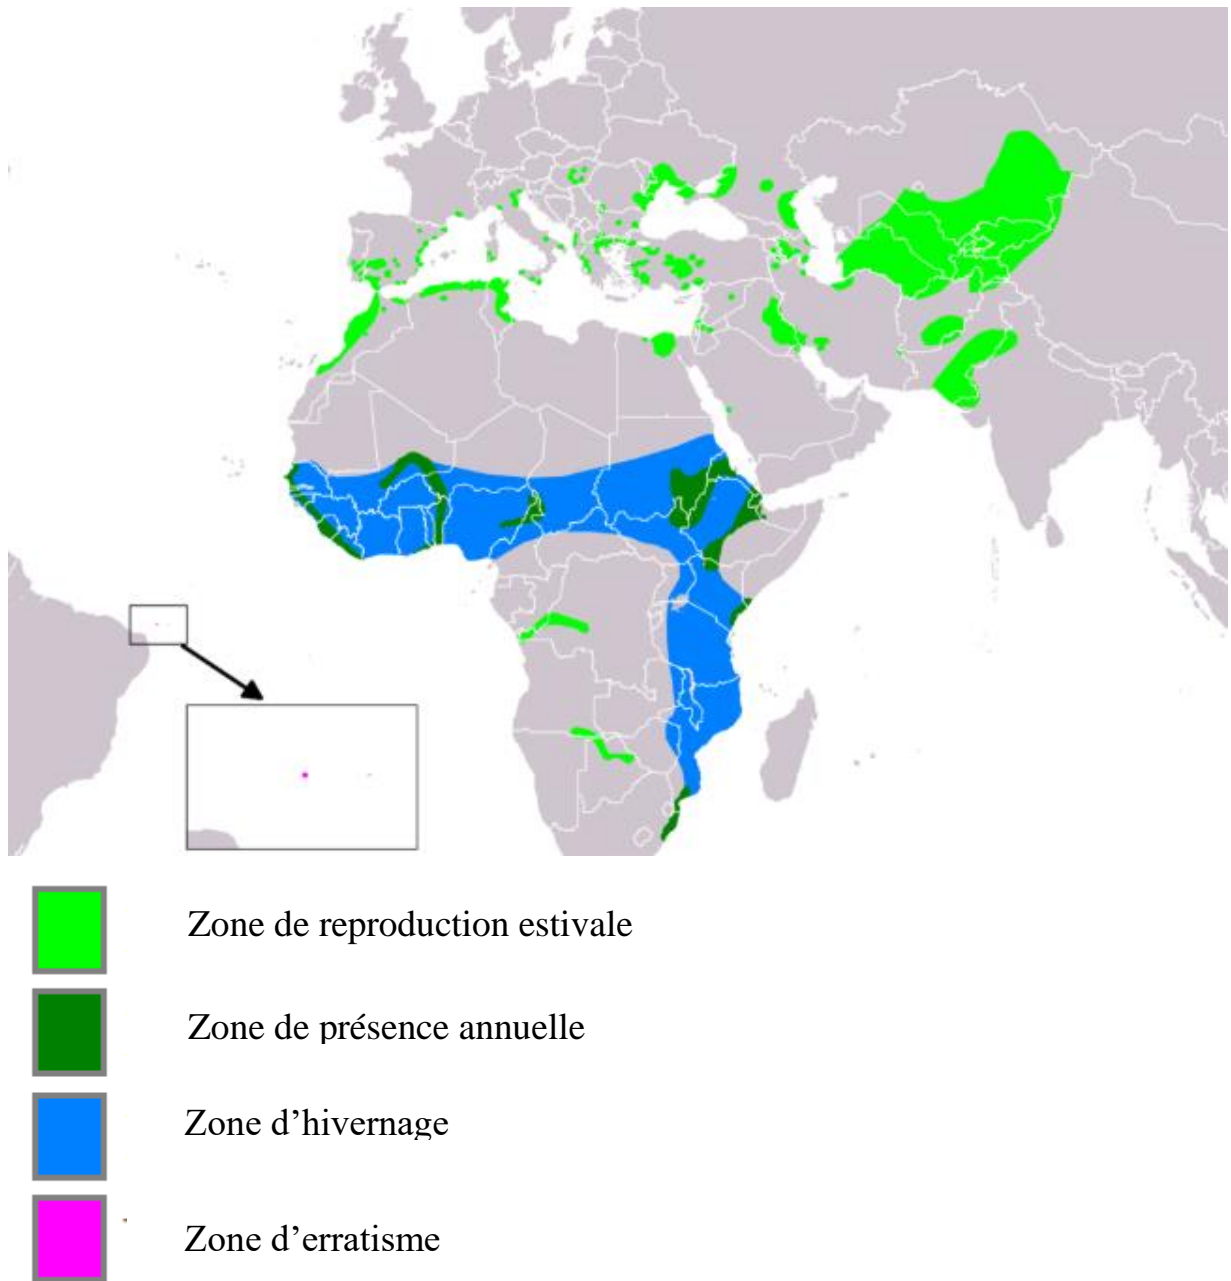 Zone de reproduction estivale
Zone de présence annuelle
Zone d’hivernage
Zone d’erratisme